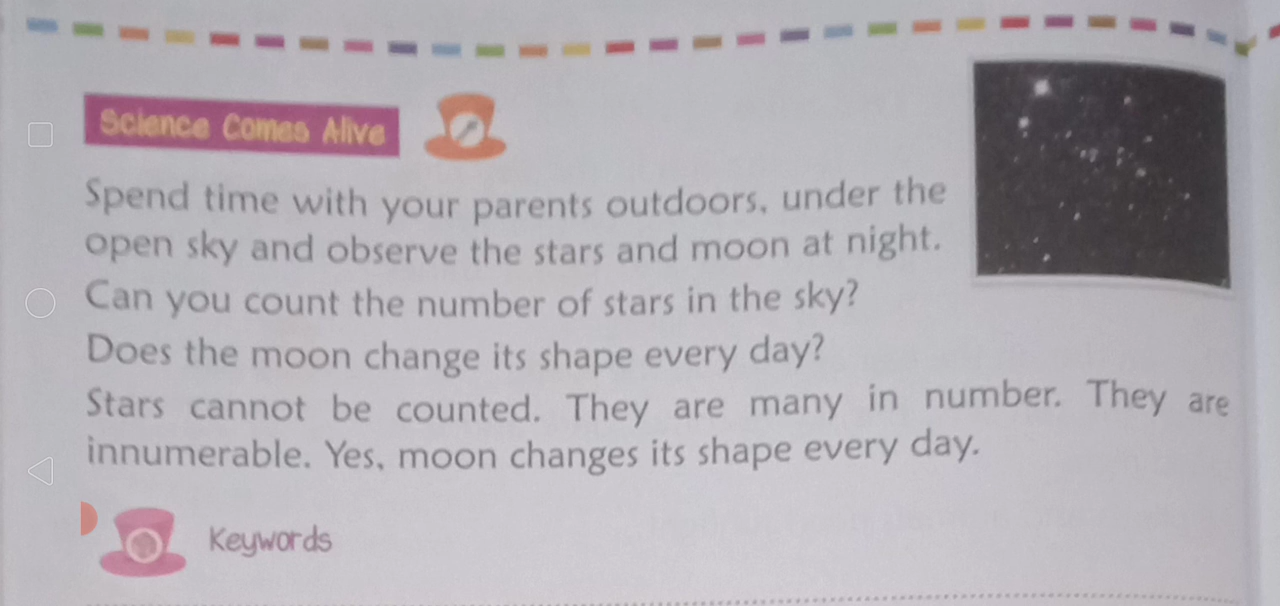 Science Comes Alive
Spend time with your parents outdoors, under the
open sky and observe the stars and moon at night.
Can you count the number of stars in the sky?
Does the moon change its shape every day?
Stars cannot be counted. They are many in number. They are
innumerable. Yes, moon changes its shape every day.
Keywords